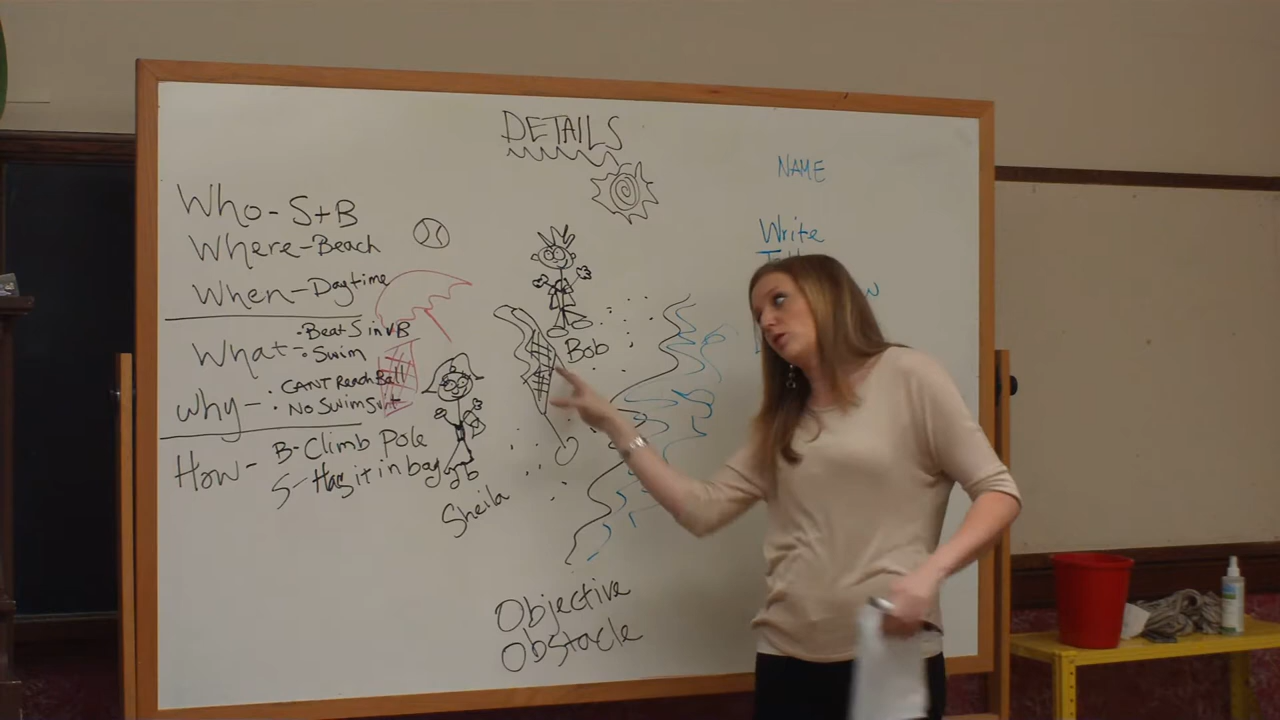 DETAILS
Who - S+B
Where - Beach
When - Daytime
What - • Beat S in VB
• Swim
Why - • CANT Reach Ball
• No Swimsuit
How - B - Climb Pole
S - Has it in bag
Bob
Sheila
Objective
Obstacle
NAME
Write